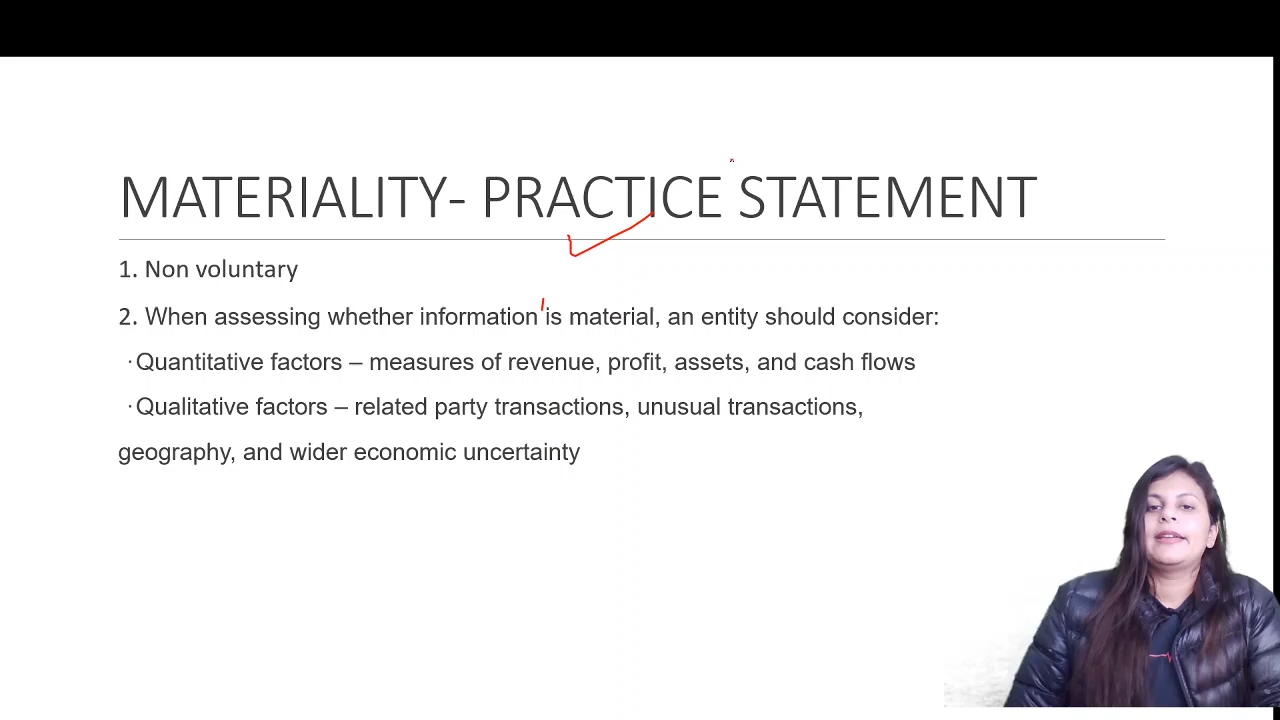 MATERIALITY- PRACTICE STATEMENT
1. Non voluntary
2. When assessing whether information is material, an entity should consider:
·Quantitative factors – measures of revenue, profit, assets, and cash flows
·Qualitative factors – related party transactions, unusual transactions,
geography, and wider economic uncertainty